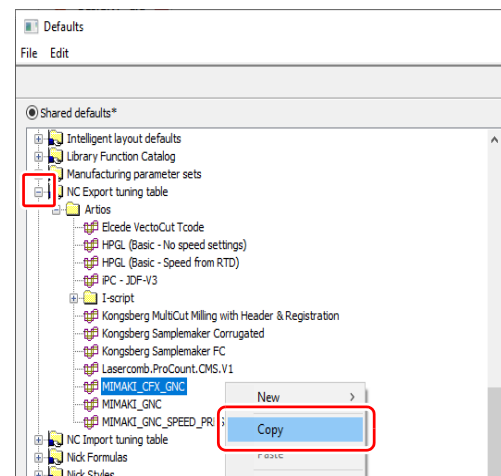 Defaults
File Edit
Shared defaults*
Intelligent layout defaults
Library Function Catalog
Manufacturing parameter sets
NC Export tuning table
Artios
Elcede VectoCut Tcode
HPGL (Basic - No speed settings)
HPGL (Basic - Speed from RTD)
iPC - JDF-V3
I-script
Kongsberg MultiCut Milling with Header & Registration
Kongsberg Samplemaker Corrugated
Kongsberg Samplemaker FC
Lasercomb.ProCount.CMS.V1
MIMAKI_CFX_GNC
MIMAKI_GNC
MIMAKI_GNC_SPEED_PR
NC Import tuning table
Nick Formulas
Nick Styles
New
Copy
Paste